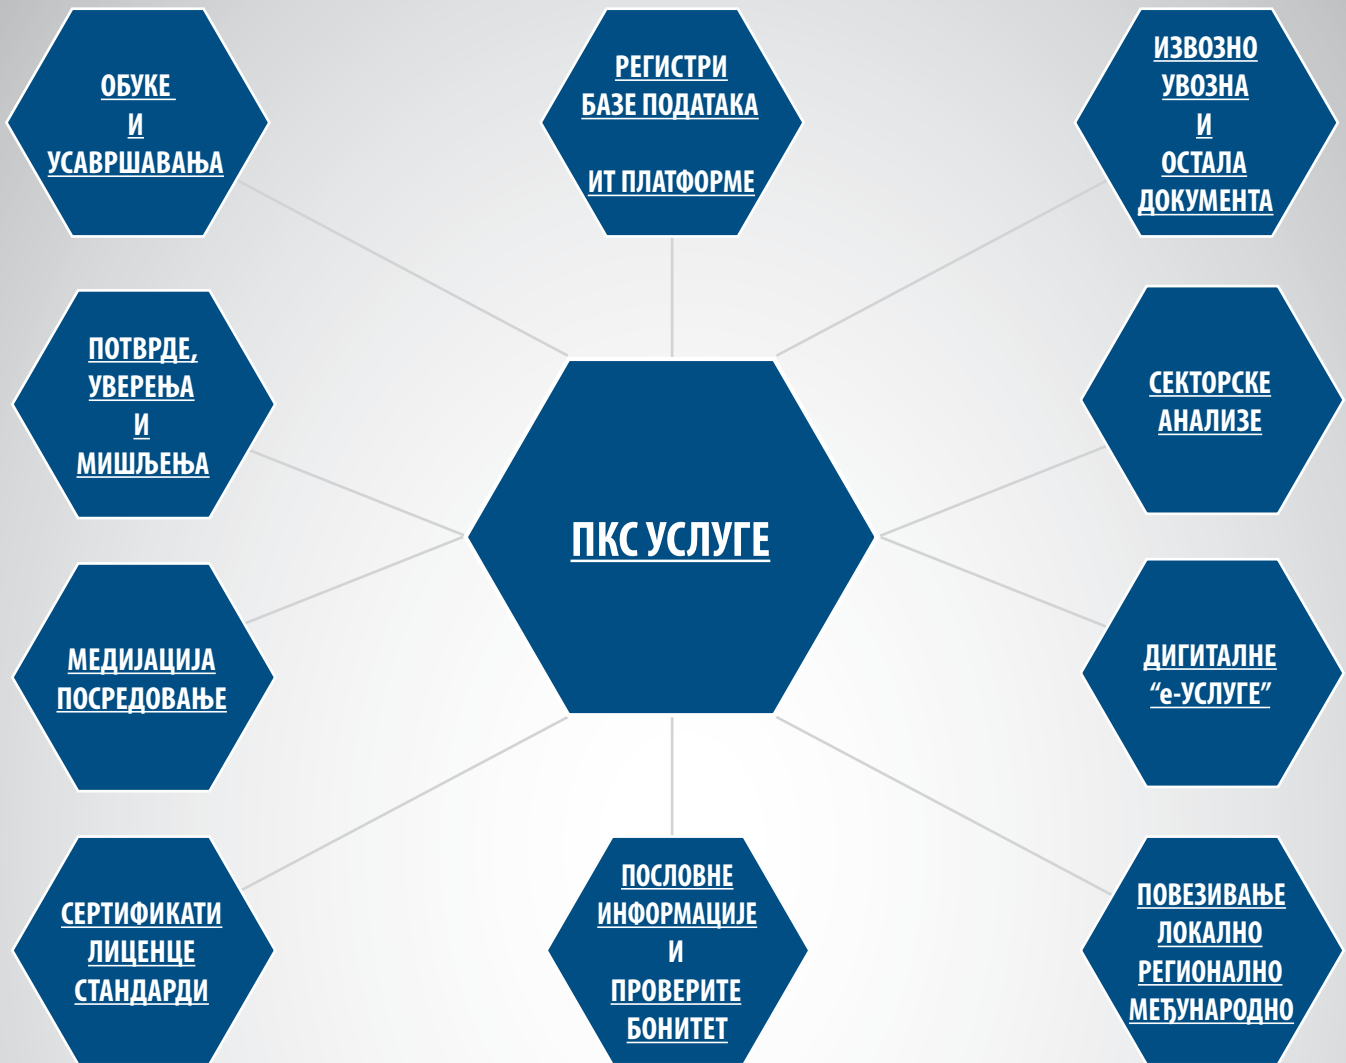 ОБУКЕ
И
УСАВРШАВАЊА
РЕГИСТРИ
БАЗЕ ПОДАТАКА
ИТ ПЛАТФОРМЕ
ИЗВОЗНО
УВОЗНА
И
ОСТАЛА
ДОКУМЕНТА
ПОТВРДЕ,
УВЕРЕЊА
И
МИШЉЕЊА
СЕКТОРСКЕ
АНАЛИЗЕ
ПКС УСЛУГЕ
МЕДИЈАЦИЈА
ПОСРЕДОВАЊЕ
ДИГИТАЛНЕ
“е-УСЛУГЕ”
СЕРТИФИКАТИ
ЛИЦЕНЦЕ
СТАНДАРДИ
ПОСЛОВНЕ
ИНФОРМАЦИЈЕ
И
ПРОВЕРИТЕ
БОНИТЕТ
ПОВЕЗИВАЊЕ
ЛОКАЛНО
РЕГИОНАЛНО
МЕЂУНАРОДНО